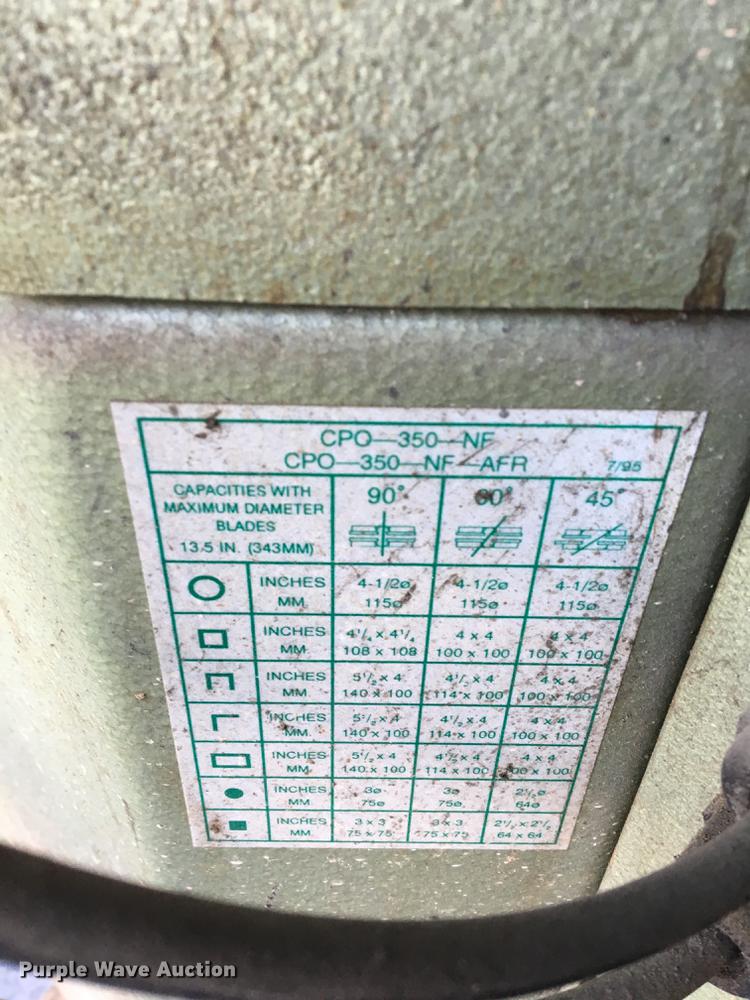 CPO—350—NF
CPO—350—NF—AFR 7/95
CAPACITIES WITH
MAXIMUM DIAMETER
BLADES
13.5 IN. (343MM)
90° 60° 45°
INCHES 4-1/2ø 4-1/2ø 4-1/2ø
MM. 115ø 115ø 115ø
INCHES 4¹/₄ x 4¹/₄ 4 x 4 4 x 4
MM. 108 x 108 100 x 100 100 x 100
INCHES 5¹/₂ x 4 4¹/₂ x 4 4 x 4
MM. 140 x 100 114 x 100 100 x 100
INCHES 5¹/₂ x 4 4¹/₂ x 4 4 x 4
MM. 140 x 100 114 x 100 100 x 100
INCHES 5¹/₂ x 4 4¹/₂ x 4 4 x 4
MM. 140 x 100 114 x 100 100 x 100
INCHES 3ø 3ø 2¹/₂ø
MM. 75ø 75ø 64ø
INCHES 3 x 3 3 x 3 2¹/₂ x 2¹/₂
MM. 75 x 75 75 x 75 64 x 64
Purple Wave Auction